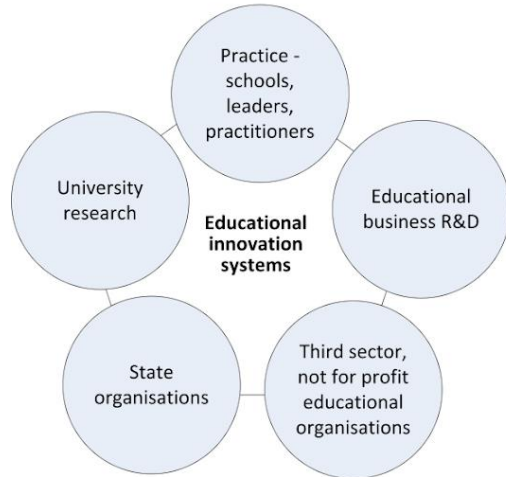 Practice -
schools,
leaders,
practitioners
University
research
Educational
business R&D
Educational
innovation
systems
State
organisations
Third sector,
not for profit
educational
organisations